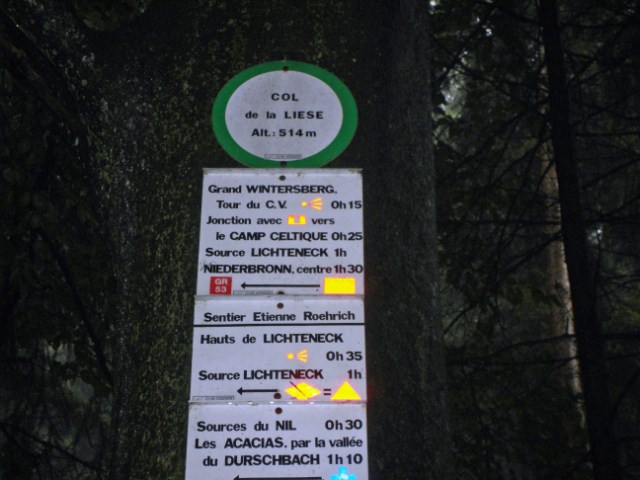 COL
de la LIESE
Alt.: 514 m
Grand WINTERSBERG,
Tour du C.V. 0h15
Jonction avec vers
le CAMP CELTIQUE 0h25
Source LICHTENECK 1h
NIEDERBRONN, centre 1h30
GR
53
Sentier Etienne Roehrich
Hauts de LICHTENECK
0h35
Source LICHTENECK 1h
=
Sources du NIL 0h30
Les ACACIAS, par la vallée
du DURSCHBACH 1h10